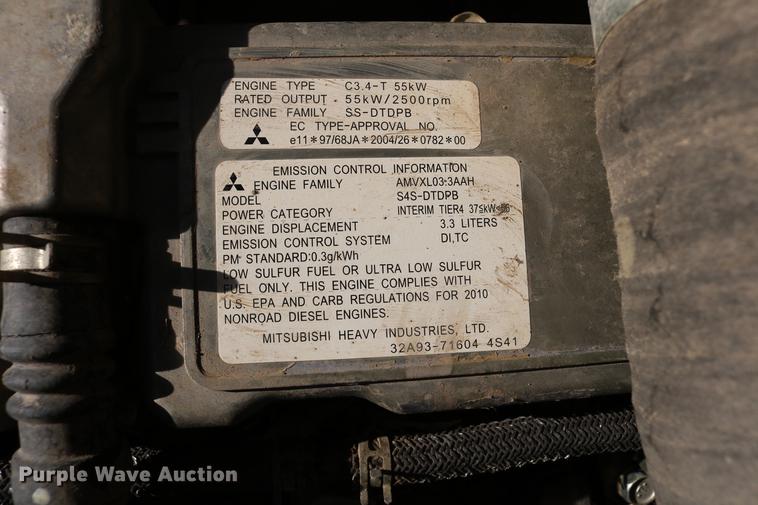 ENGINE TYPE C3.4-T 55kW
RATED OUTPUT 55kW/2500rpm
ENGINE FAMILY SS-DTDPB
EC TYPE-APPROVAL NO.
e11*97/68JA*2004/26*0782*00
EMISSION CONTROL INFORMATION
ENGINE FAMILY AMVXL03.3AAH
MODEL S4S-DTDPB
POWER CATEGORY INTERIM TIER4 37≤kW<56
ENGINE DISPLACEMENT 3.3 LITERS
EMISSION CONTROL SYSTEM DI,TC
PM STANDARD:0.3g/kWh
LOW SULFUR FUEL OR ULTRA LOW SULFUR
FUEL ONLY. THIS ENGINE COMPLIES WITH
U.S. EPA AND CARB REGULATIONS FOR 2010
NONROAD DIESEL ENGINES.
MITSUBISHI HEAVY INDUSTRIES, LTD.
32A93-71604 4S41
Purple Wave Auction